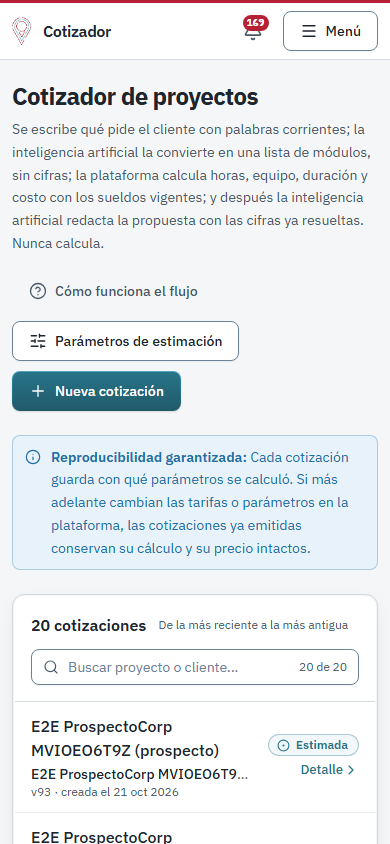 Cotizador
169
Menú
Cotizador de proyectos
Se escribe qué pide el cliente con palabras corrientes; la
inteligencia artificial la convierte en una lista de módulos,
sin cifras; la plataforma calcula horas, equipo, duración y
costo con los sueldos vigentes; y después la inteligencia
artificial redacta la propuesta con las cifras ya resueltas.
Nunca calcula.
Cómo funciona el flujo
Parámetros de estimación
Nueva cotización
Reproducibilidad garantizada: Cada cotización
guarda con qué parámetros se calculó. Si más
adelante cambian las tarifas o parámetros en la
plataforma, las cotizaciones ya emitidas
conservan su cálculo y su precio intactos.
20 cotizaciones De la más reciente a la más antigua
Buscar proyecto o cliente... 20 de 20
E2E ProspectoCorp
MVIOEO6T9Z (prospecto)
Estimada
E2E ProspectoCorp MVIOEO6T9...
Detalle
v93 · creada el 21 oct 2026
E2E ProspectoCorp